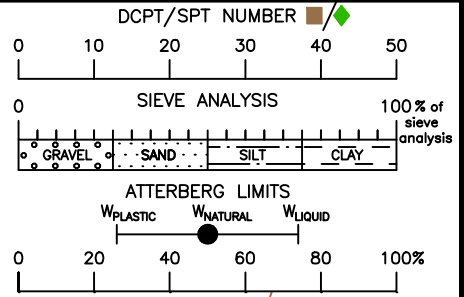 DCPT/SPT NUMBER /
0 10 20 30 40 50
SIEVE ANALYSIS
0 100% of
sieve
analysis
GRAVEL SAND SILT CLAY
ATTERBERG LIMITS
WPLASTIC WNATURAL WLIQUID
0 20 40 60 80 100%